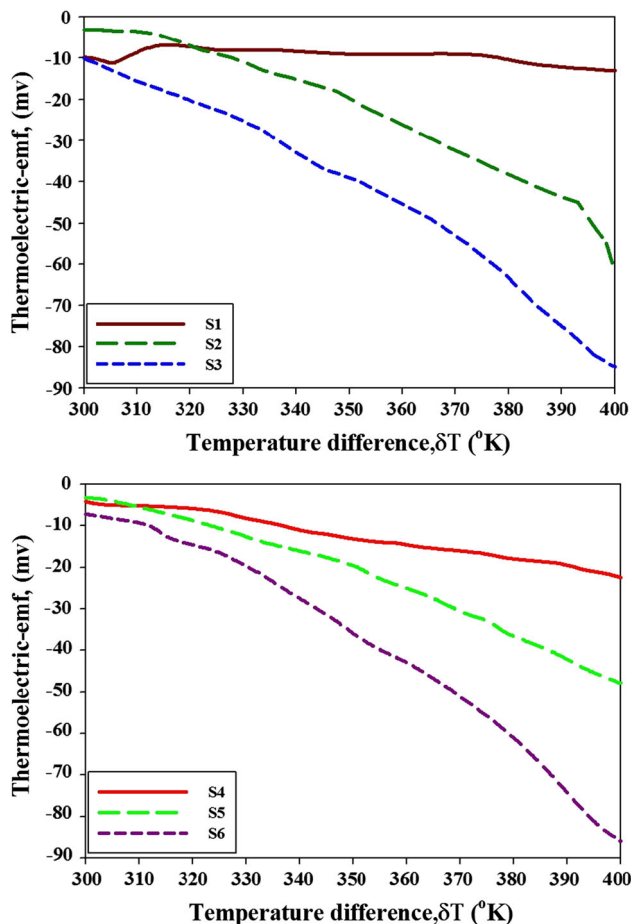 Thermoelectric-emf, (mv)
0
-10
-20
-30
-40
-50
-60
-70
-80
-90
S1
S2
S3
300 310 320 330 340 350 360 370 380 390 400
Temperature difference,δT (°K)
Thermoelectric-emf, (mv)
0
-10
-20
-30
-40
-50
-60
-70
-80
-90
S4
S5
S6
300 310 320 330 340 350 360 370 380 390 400
Temperature difference,δT (°K)